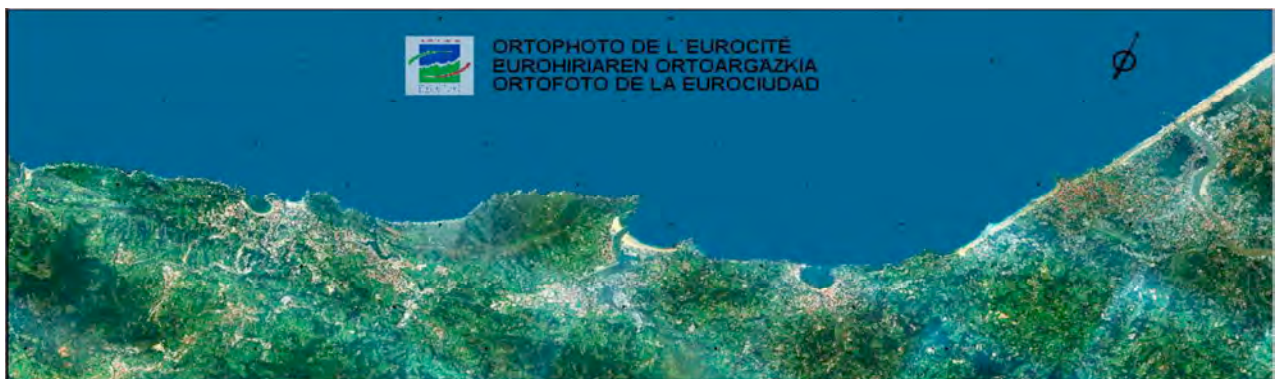 ORTOPHOTO DE L´EUROCITÉ
EUROHIRIAREN ORTOARGAZKIA
ORTOFOTO DE LA EUROCIUDAD